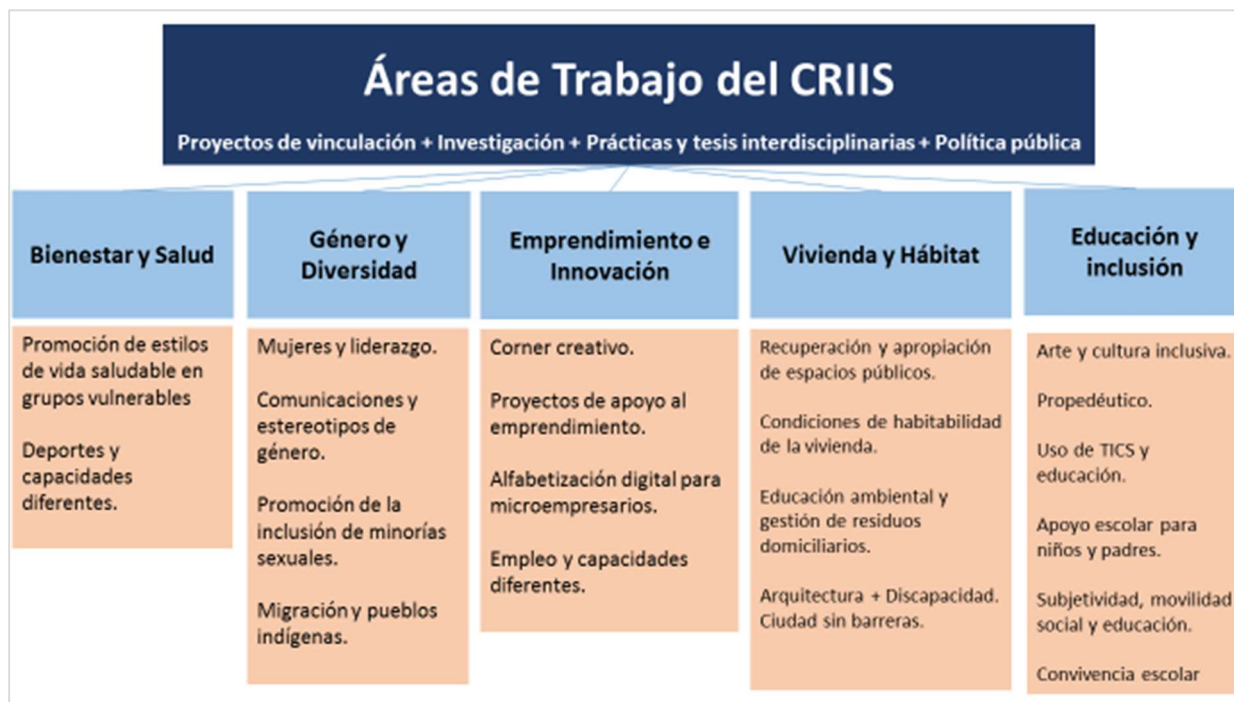 Áreas de Trabajo del CRIIS
Proyectos de vinculación + Investigación + Prácticas y tesis interdisciplinarias + Política pública
Bienestar y Salud
Promoción de estilos
de vida saludable en
grupos vulnerables
Deportes y
capacidades
diferentes.
Género y
Diversidad
Mujeres y liderazgo.
Comunicaciones y
estereotipos de
género.
Promoción de la
inclusión de minorías
sexuales.
Migración y pueblos
indígenas.
Emprendimiento e
Innovación
Corner creativo.
Proyectos de apoyo al
emprendimiento.
Alfabetización digital para
microempresarios.
Empleo y capacidades
diferentes.
Vivienda y Hábitat
Recuperación y apropiación
de espacios públicos.
Condiciones de habitabilidad
de la vivienda.
Educación ambiental y
gestión de residuos
domiciliarios.
Arquitectura + Discapacidad.
Ciudad sin barreras.
Educación y
inclusión
Arte y cultura inclusiva.
Propedéutico.
Uso de TICS y
educación.
Apoyo escolar para
niños y padres.
Subjetividad, movilidad
social y educación.
Convivencia escolar